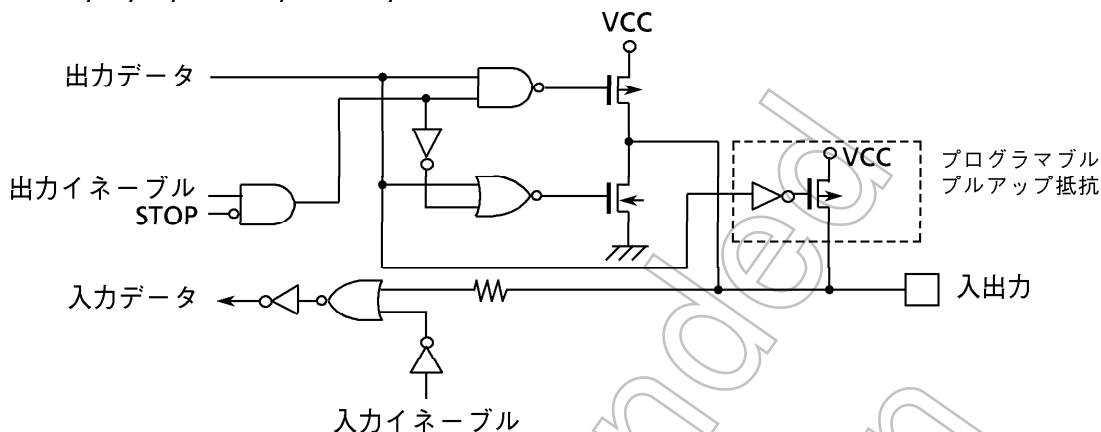 VCC
出力データ
VCC
プログラマブル
プルアップ抵抗
出力イネーブル
STOP
入力データ
入出力
入力イネーブル